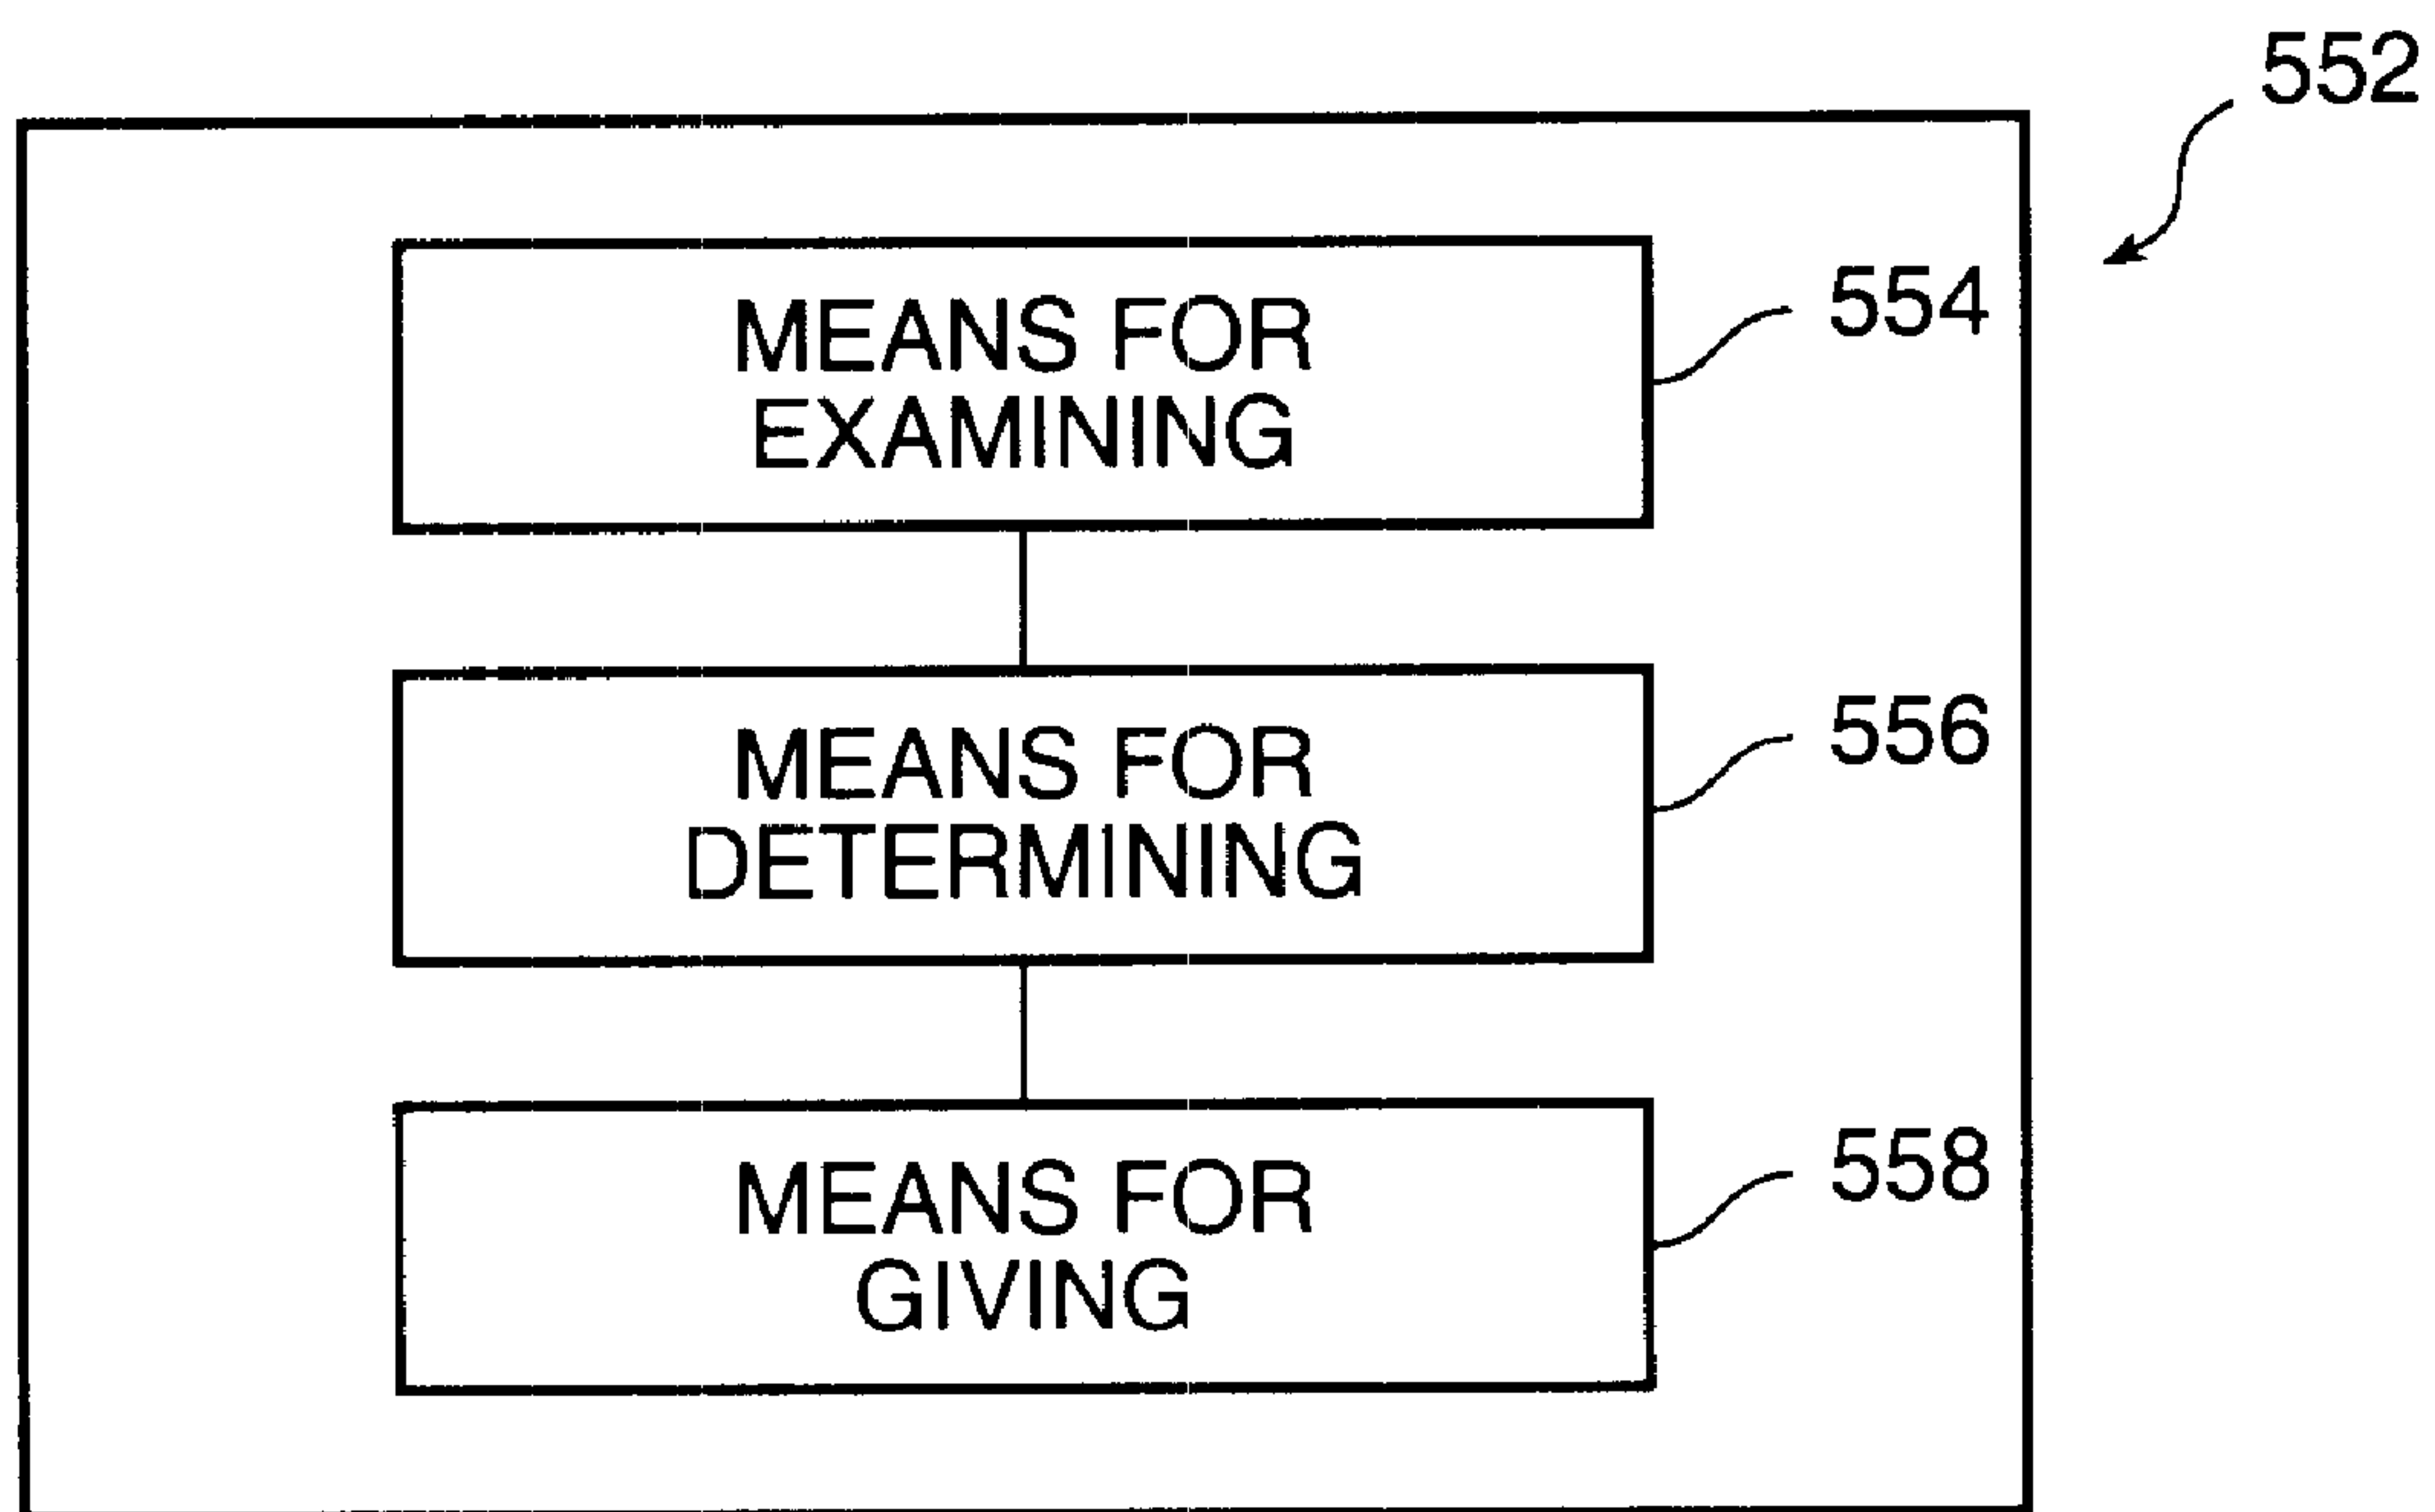 552
MEANS FOR
EXAMINING
554
MEANS FOR
DETERMINING
556
MEANS FOR
GIVING
558